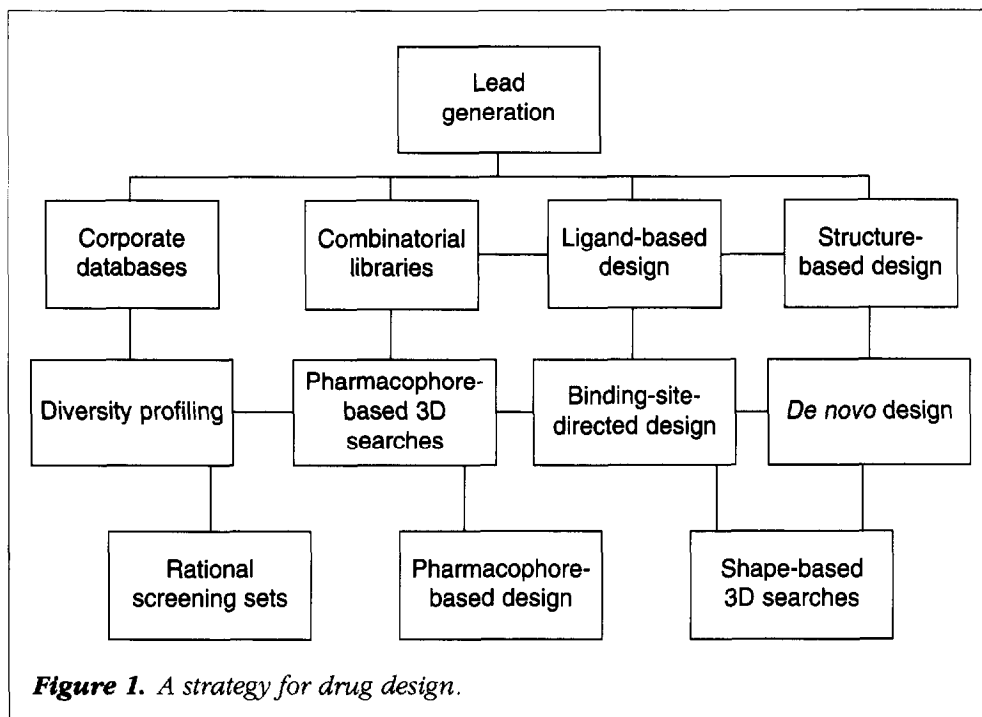 Lead
generation
Corporate
databases
Combinatorial
libraries
Ligand-based
design
Structure-
based design
Diversity profiling
Pharmacophore-
based 3D
searches
Binding-site-
directed design
De novo design
Rational
screening sets
Pharmacophore-
based design
Shape-based
3D searches
Figure 1. A strategy for drug design.